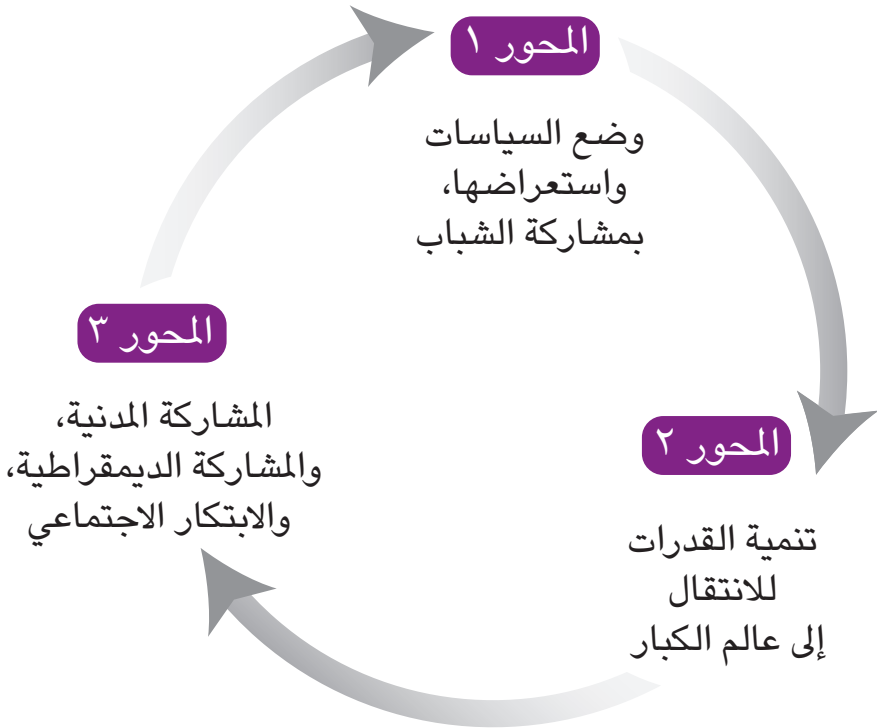 المحور ١
وضع السياسات
واستعراضها،
بمشاركة الشباب
المحور ٢
تنمية القدرات
للانتقال
إلى عالم الكبار
المحور ٣
المشاركة المدنية،
والمشاركة الديمقراطية،
والابتكار الاجتماعي